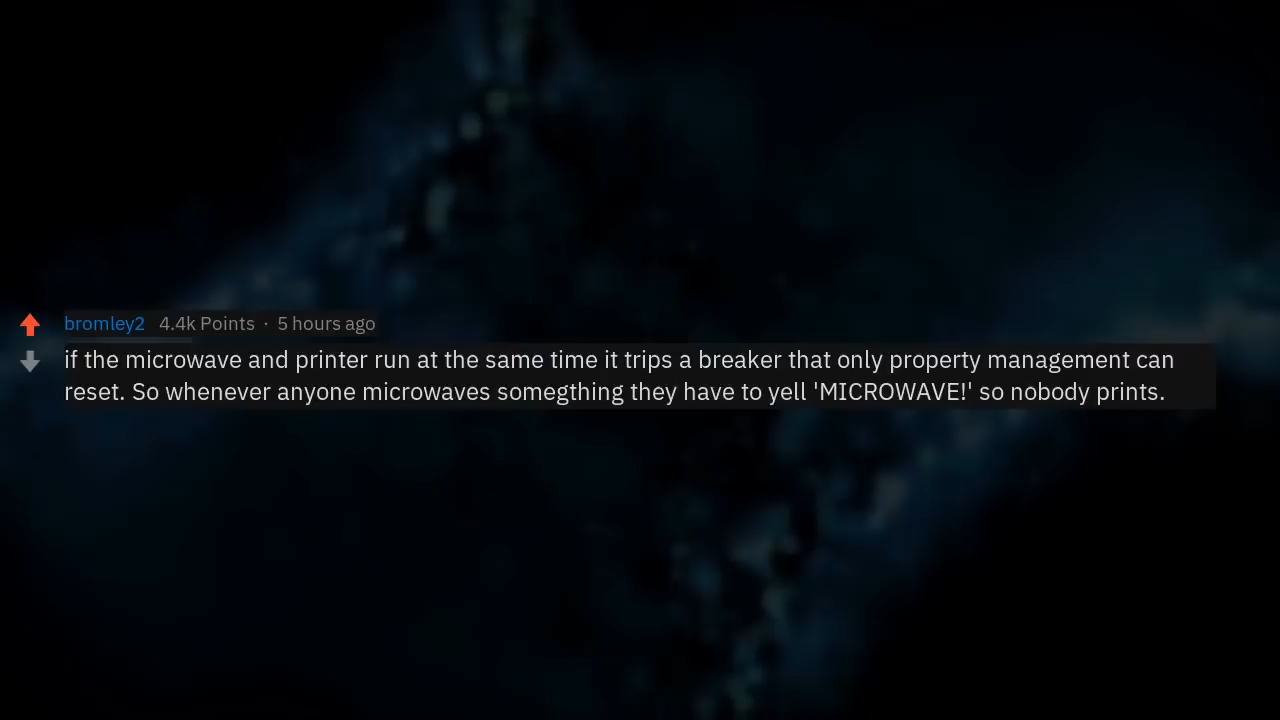 bromley2 4.4k Points · 5 hours ago
if the microwave and printer run at the same time it trips a breaker that only property management can
reset. So whenever anyone microwaves somegthing they have to yell 'MICROWAVE!' so nobody prints.